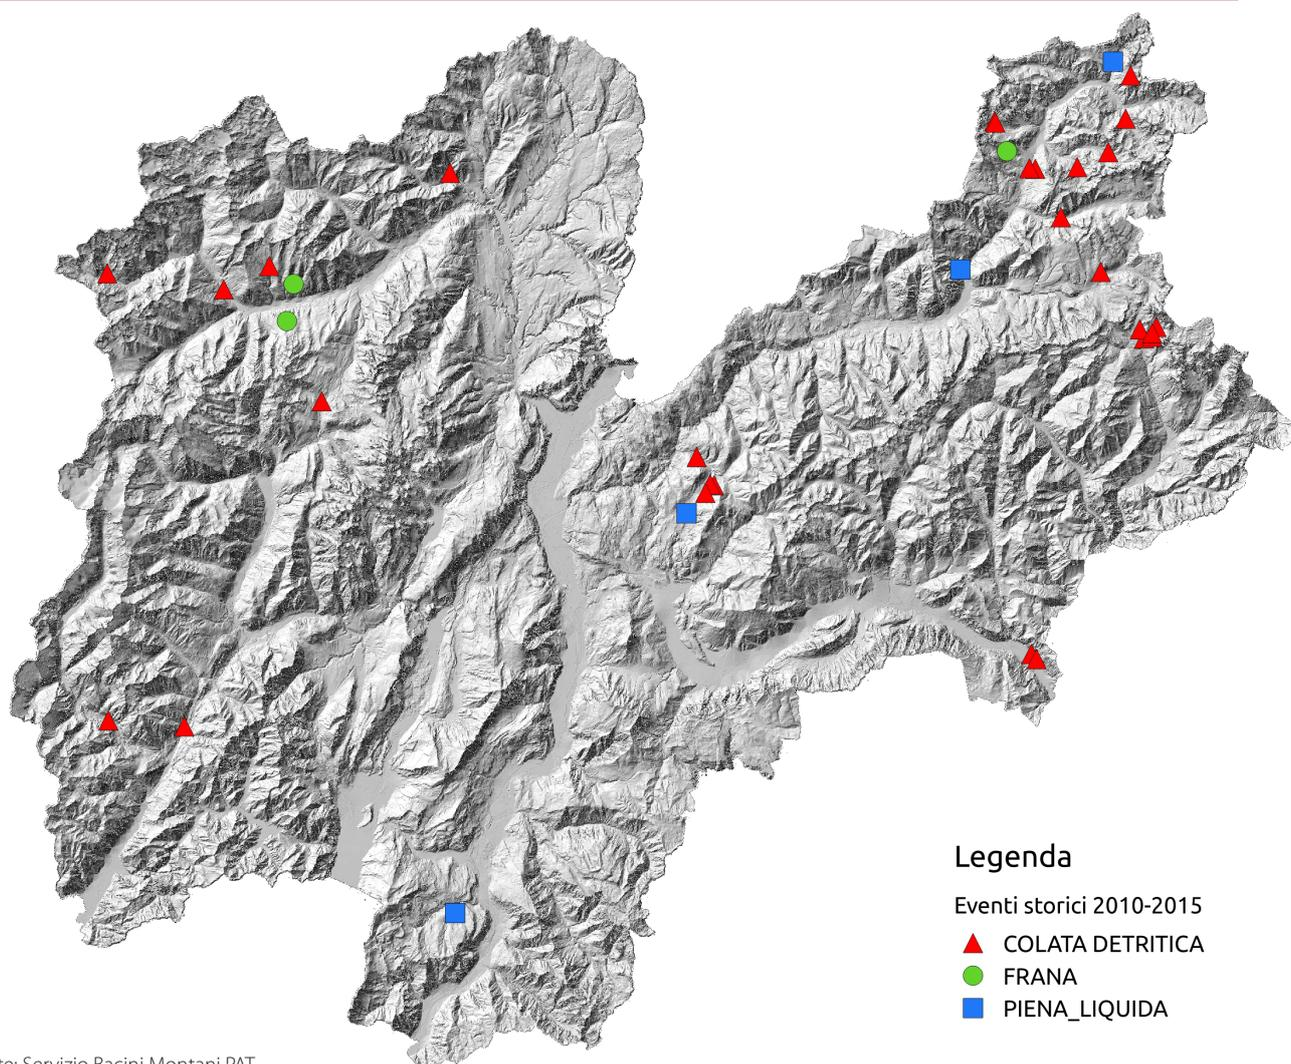 Legenda
Eventi storici 2010-2015
COLATA DETRITICA
FRANA
PIENA_LIQUIDA
Servizio Bacini Montani PAT